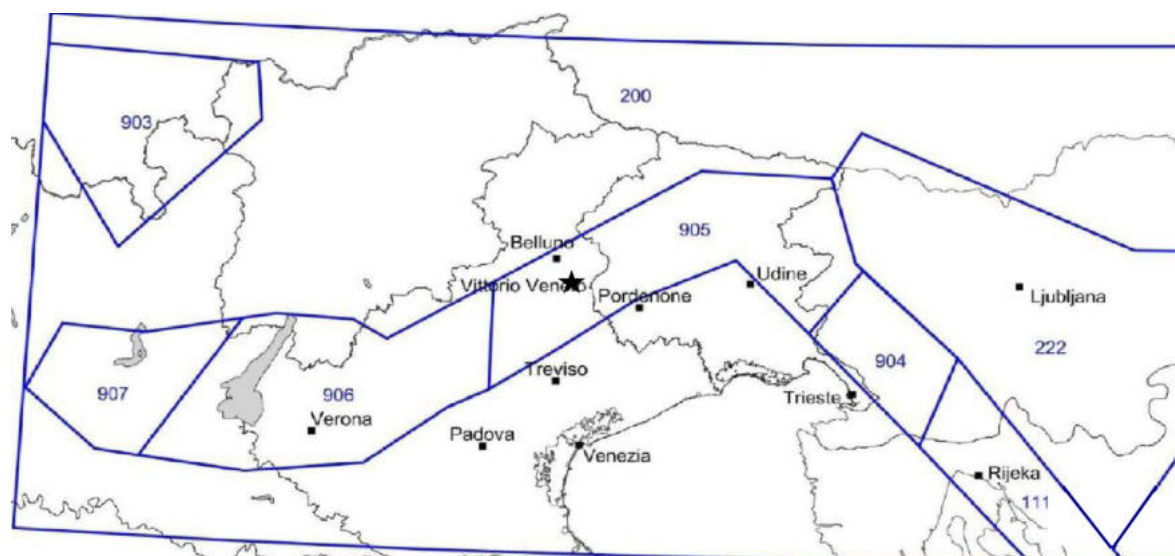 200
903
905
Belluno
Udine
Vittorio Veneto
Pordenone
Ljubljana
222
904
Treviso
907
906
Trieste
Verona
Padova
Venezia
Rijeka
111